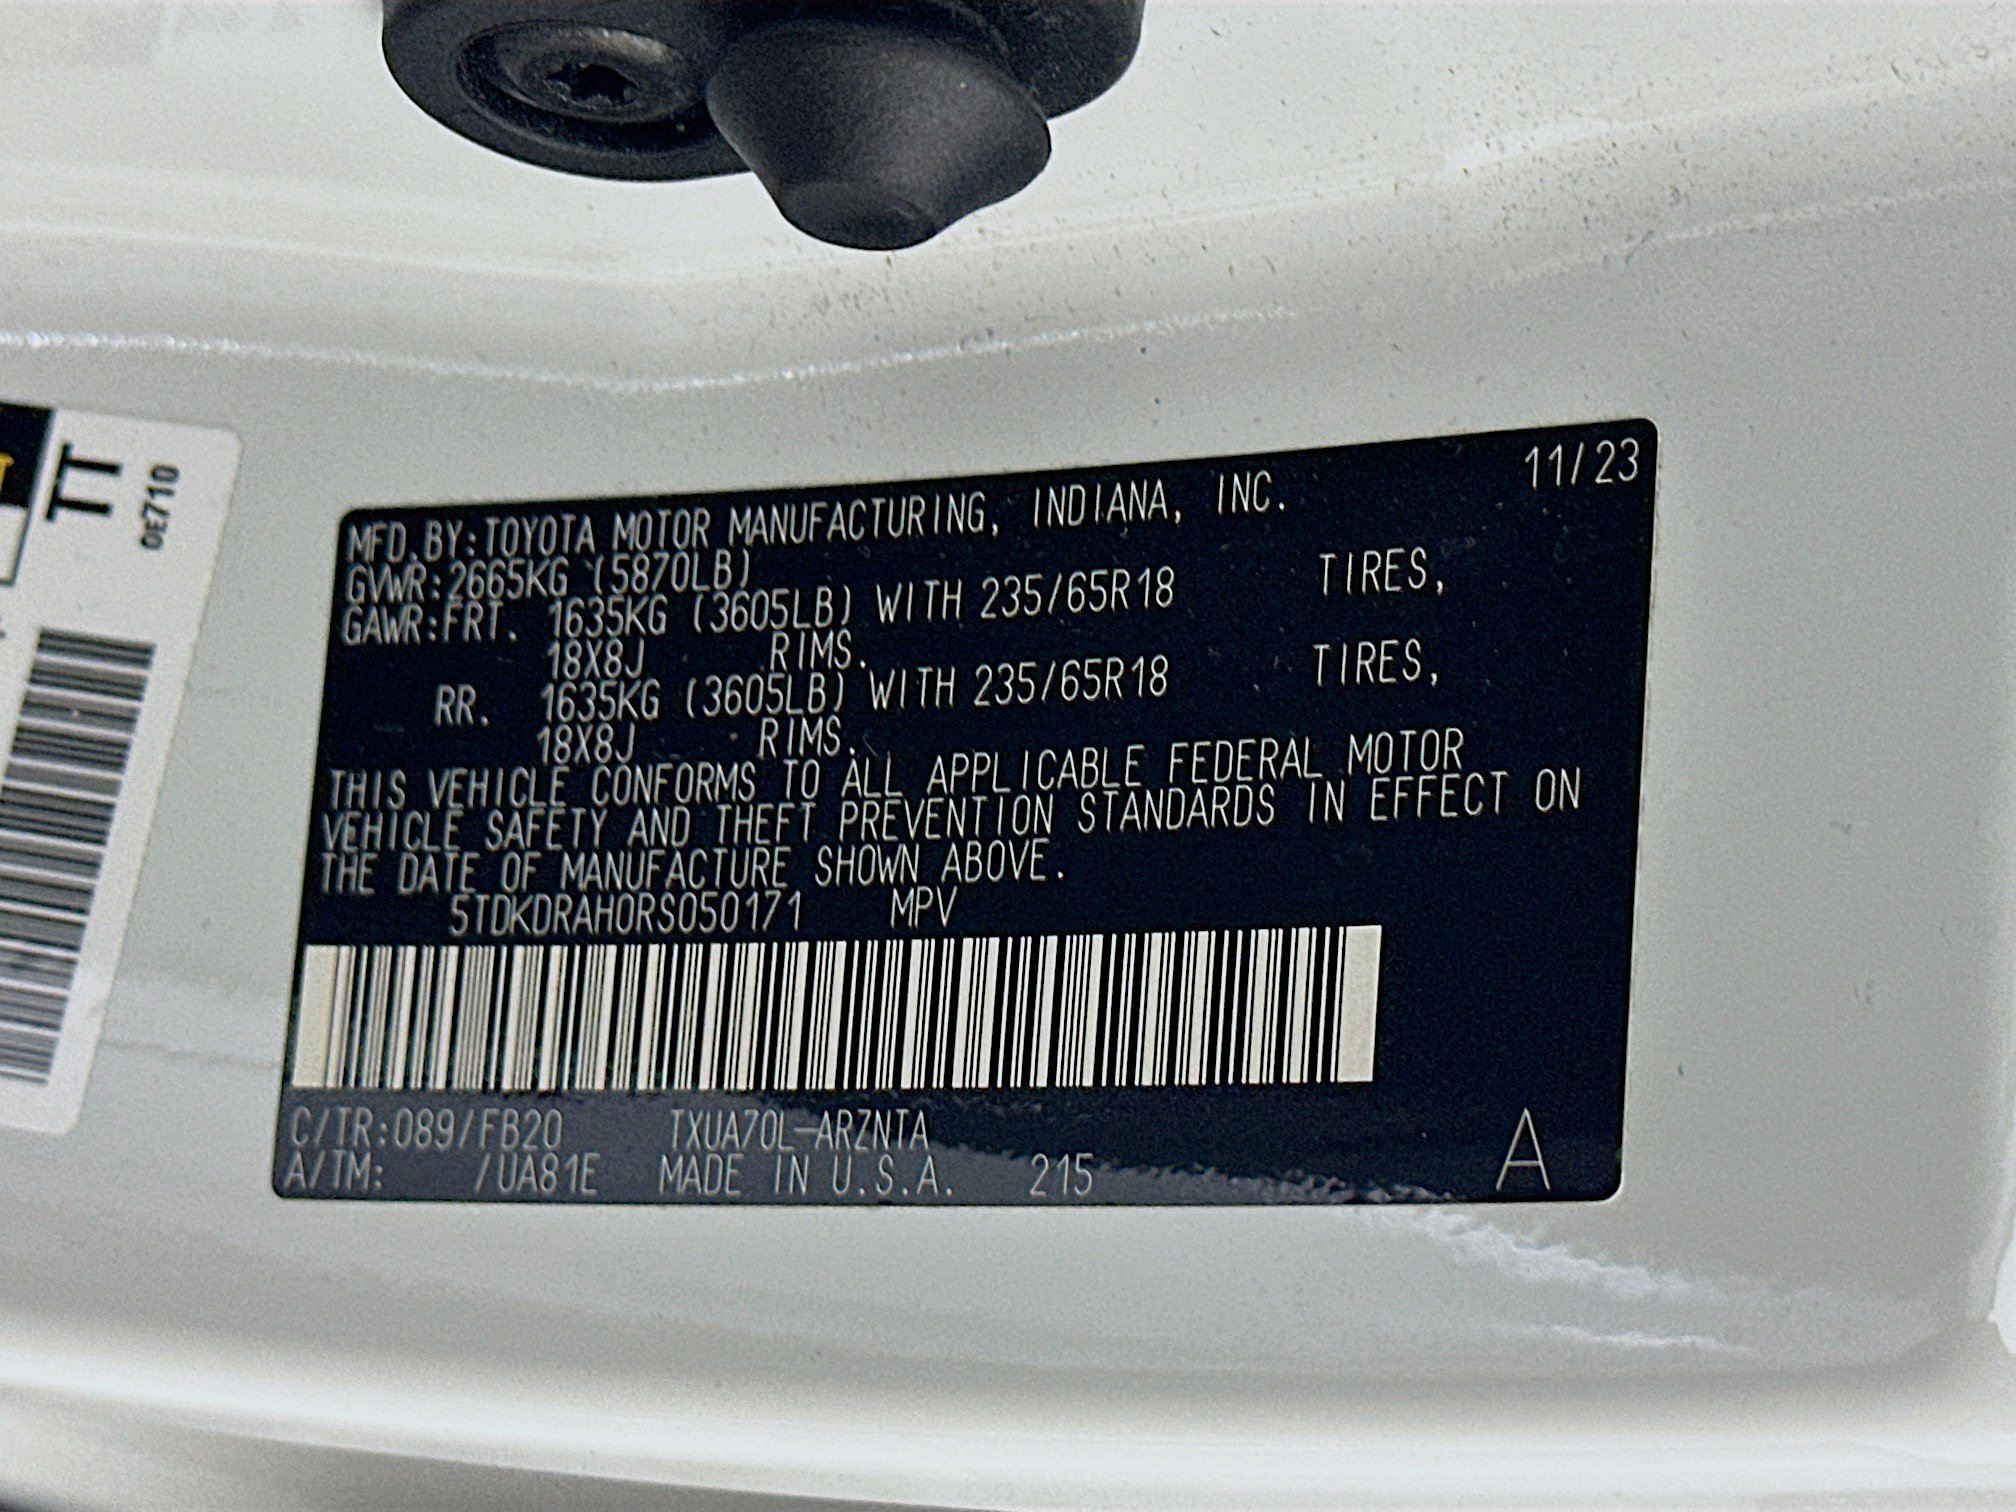 TT
0E710
11/23
MFD.BY:TOYOTA MOTOR MANUFACTURING, INDIANA, INC.
GVWR:2665KG (5870LB)
GAWR:FRT. 1635KG (3605LB) WITH 235/65R18 TIRES,
18X8J RIMS.
RR. 1635KG (3605LB) WITH 235/65R18 TIRES,
18X8J RIMS.
THIS VEHICLE CONFORMS TO ALL APPLICABLE FEDERAL MOTOR
VEHICLE SAFETY AND THEFT PREVENTION STANDARDS IN EFFECT ON
THE DATE OF MANUFACTURE SHOWN ABOVE.
5TDKDRAH0RS050171 MPV
C/TR:089/FB20 TXUA70L-ARZNTA
A/TM: /UA81E MADE IN U.S.A. 215 A